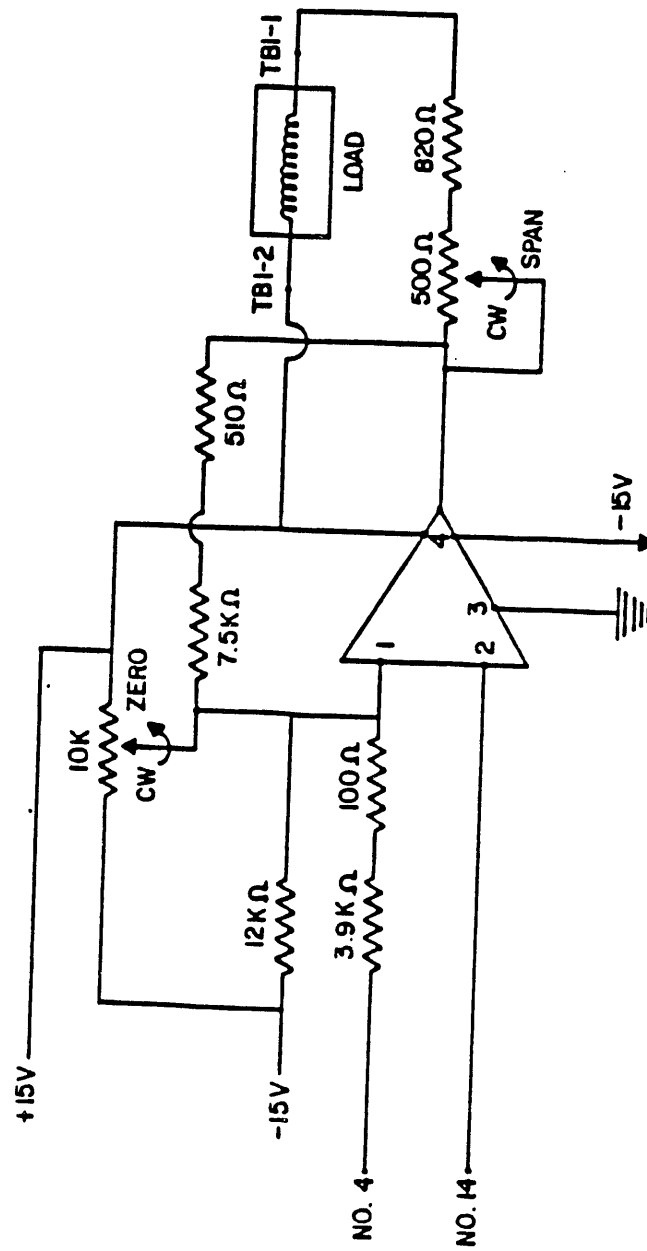 +15V
10K
ZERO
CW
-15V
12KΩ
7.5KΩ
510Ω
TB1-2
TB1-1
LOAD
NO. 4
3.9KΩ
100Ω
1
2
3
4
NO. 14
-15V
500Ω
820Ω
CW
SPAN